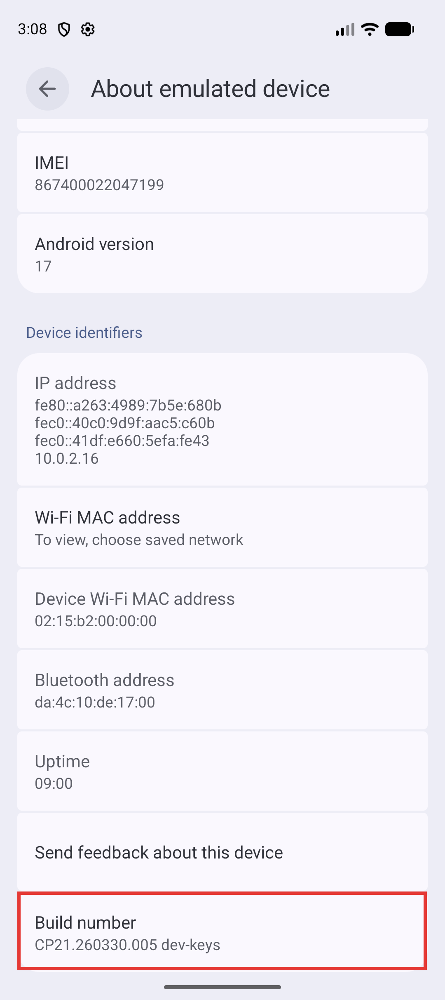 3:08
About emulated device
IMEI
867400022047199
Android version
17
Device identifiers
IP address
fe80::a263:4989:7b5e:680b
fec0::40c0:9d9f:aac5:c60b
fec0::41df:e660:5efa:fe43
10.0.2.16
Wi-Fi MAC address
To view, choose saved network
Device Wi-Fi MAC address
02:15:b2:00:00:00
Bluetooth address
da:4c:10:de:17:00
Uptime
09:00
Send feedback about this device
Build number
CP21.260330.005 dev-keys